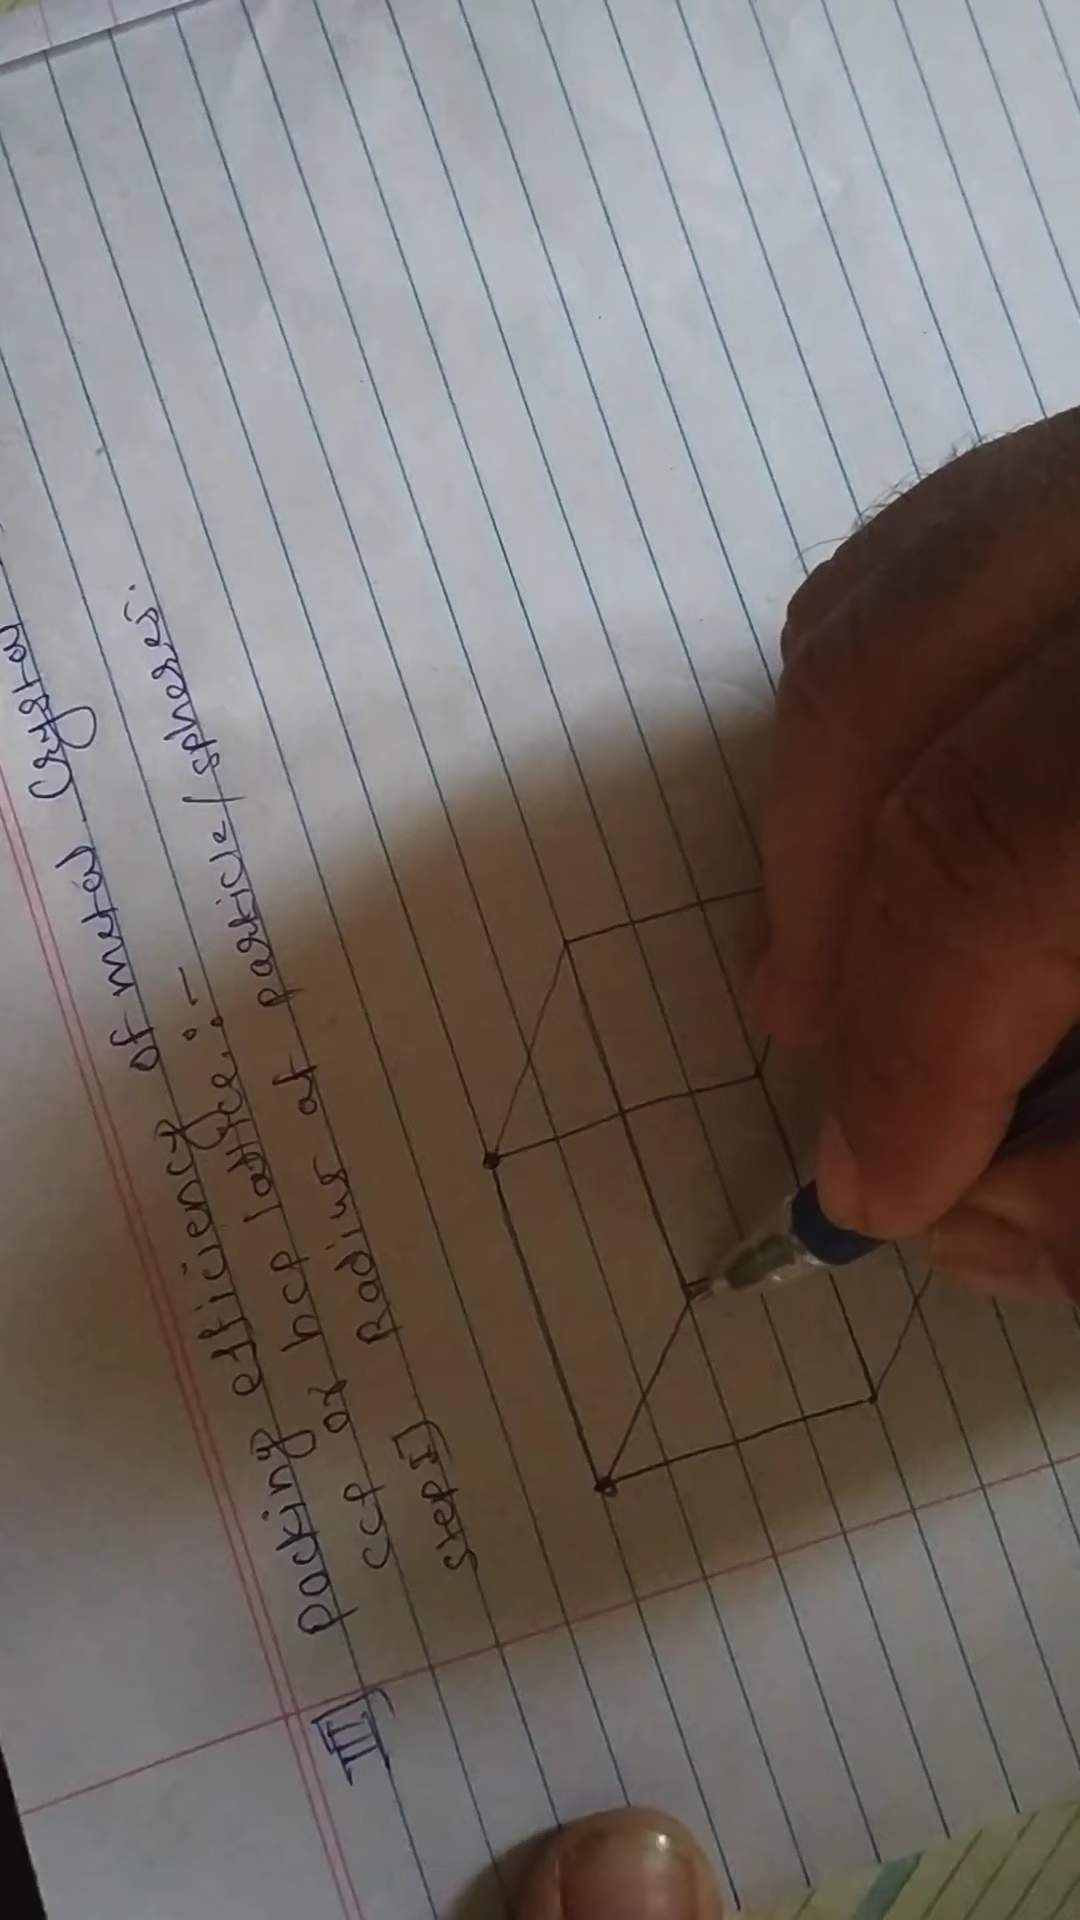 of metal Crystal
III] Packing efficiency
CCP or hcp lattice :-
Step I] Radius of particle/spheres.